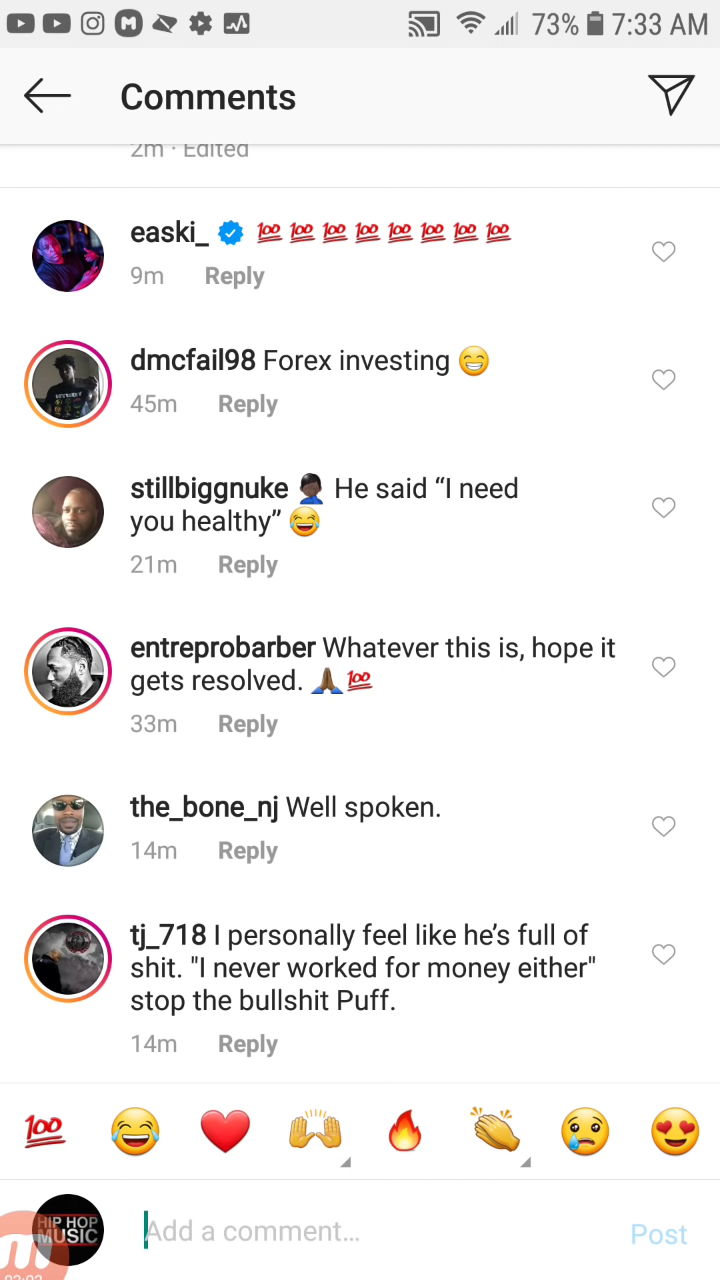 73% 7:33 AM
Comments
2m · Edited
easki_ 💯 💯 💯 💯 💯 💯 💯 💯
9m Reply
dmcfail98 Forex investing 😁
45m Reply
stillbiggnuke 🤦🏿‍♂️ He said “I need
you healthy” 😂
21m Reply
entreprobarber Whatever this is, hope it
gets resolved. 🙏🏾💯
33m Reply
the_bone_nj Well spoken.
14m Reply
tj_718 I personally feel like he’s full of
shit. "I never worked for money either"
stop the bullshit Puff.
14m Reply
💯 😂 ❤️ 🙌 🔥 👏 😢 😍
HIP HOP
MUSIC
Add a comment... Post